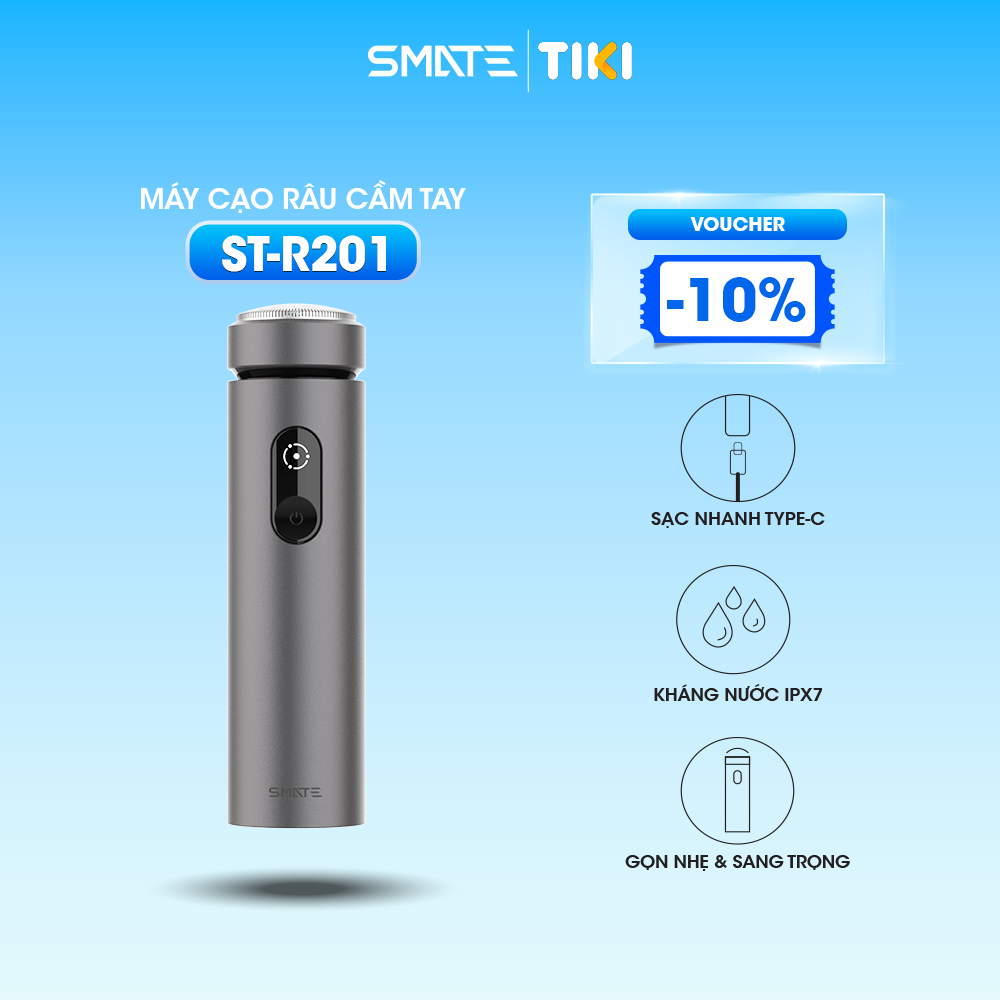 SMATE | TIKI
MÁY CẠO RÂU CẦM TAY
ST-R201
VOUCHER
-10%
SẠC NHANH TYPE-C
KHÁNG NƯỚC IPX7
GỌN NHẸ & SANG TRỌNG
SMATE